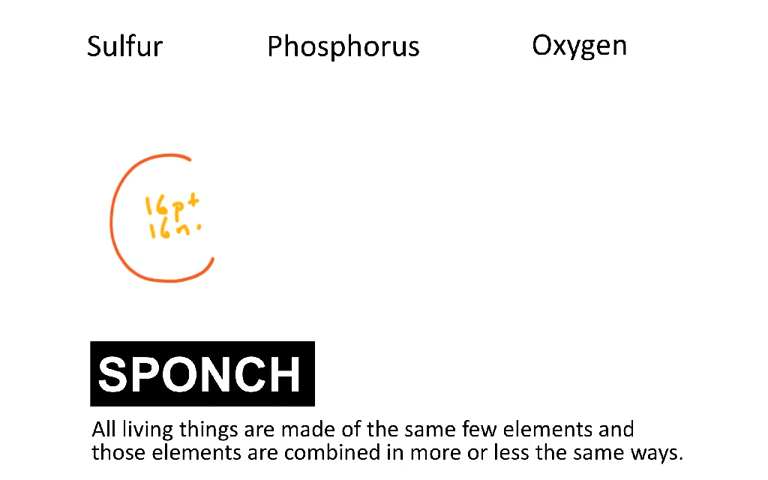 Sulfur Phosphorus Oxygen
16p+
16n.
SPONCH
All living things are made of the same few elements and
those elements are combined in more or less the same ways.